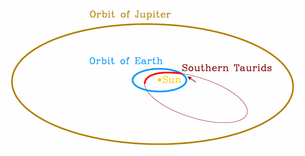 Orbit of Jupiter
Orbit of Earth
Southern Taurids
Sun